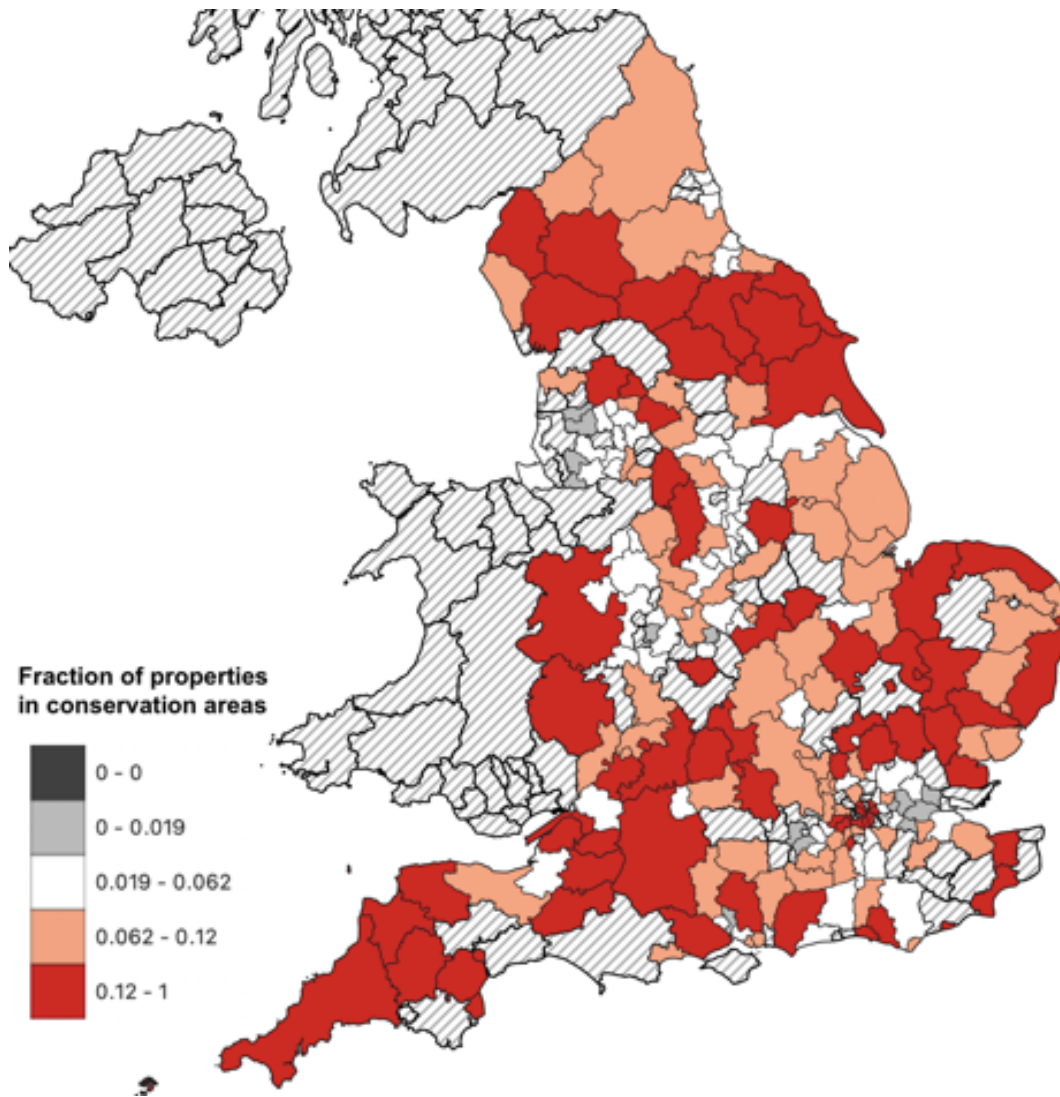 Fraction of properties
in conservation areas
0 - 0
0 - 0.019
0.019 - 0.062
0.062 - 0.12
0.12 - 1